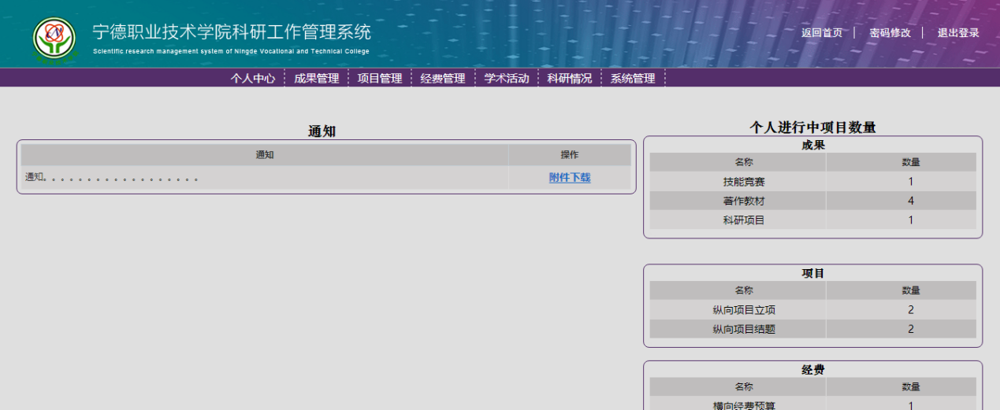 宁德职业技术学院科研工作管理系统
Scientific research management system of Ningde Vocational and Technical College
返回首页 密码修改 退出登录
个人中心 成果管理 项目管理 经费管理 学术活动 科研情况 系统管理
通知
通知 操作
通知。。。。。。。。。。。。。。。。。。 附件下载
个人进行中项目数量
成果
名称 数量
技能竞赛 1
著作教材 4
科研项目 1
项目
名称 数量
纵向项目立项 2
纵向项目结题 2
经费
名称 数量
横向经费预算 1